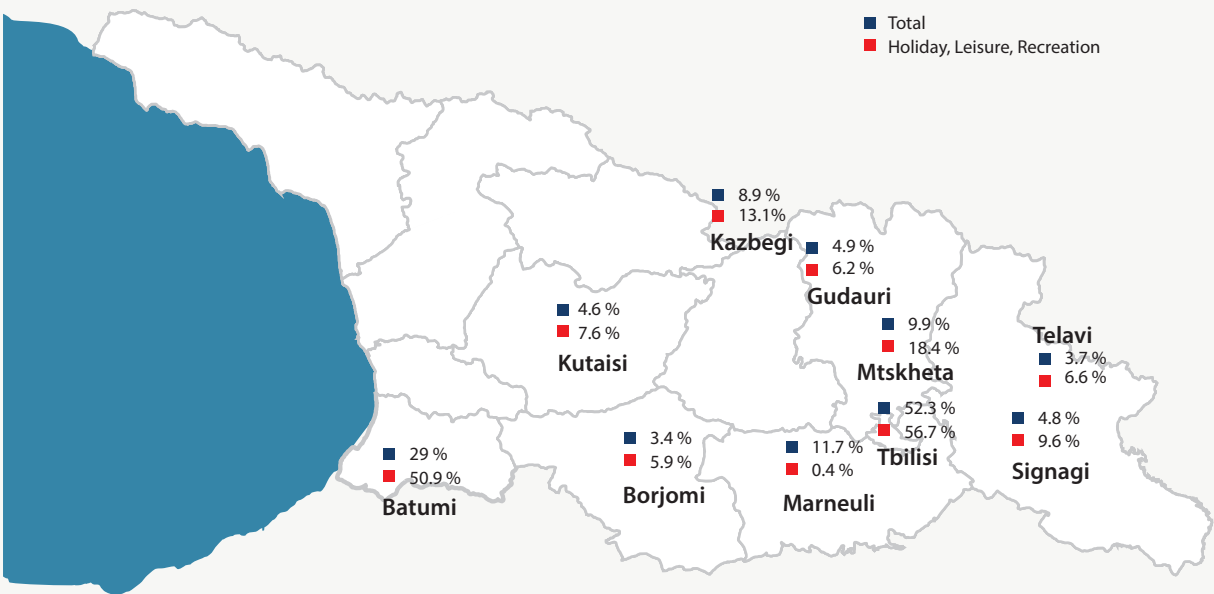 Total
Holiday, Leisure, Recreation
8.9 %
13.1%
Kazbegi
4.9 %
6.2 %
Gudauri
4.6 %
7.6 %
Kutaisi
9.9 %
18.4 %
Mtskheta
Telavi
3.7 %
6.6 %
52.3 %
56.7 %
Tbilisi
4.8 %
9.6 %
Signagi
29 %
50.9 %
Batumi
3.4 %
5.9 %
Borjomi
11.7 %
0.4 %
Marneuli